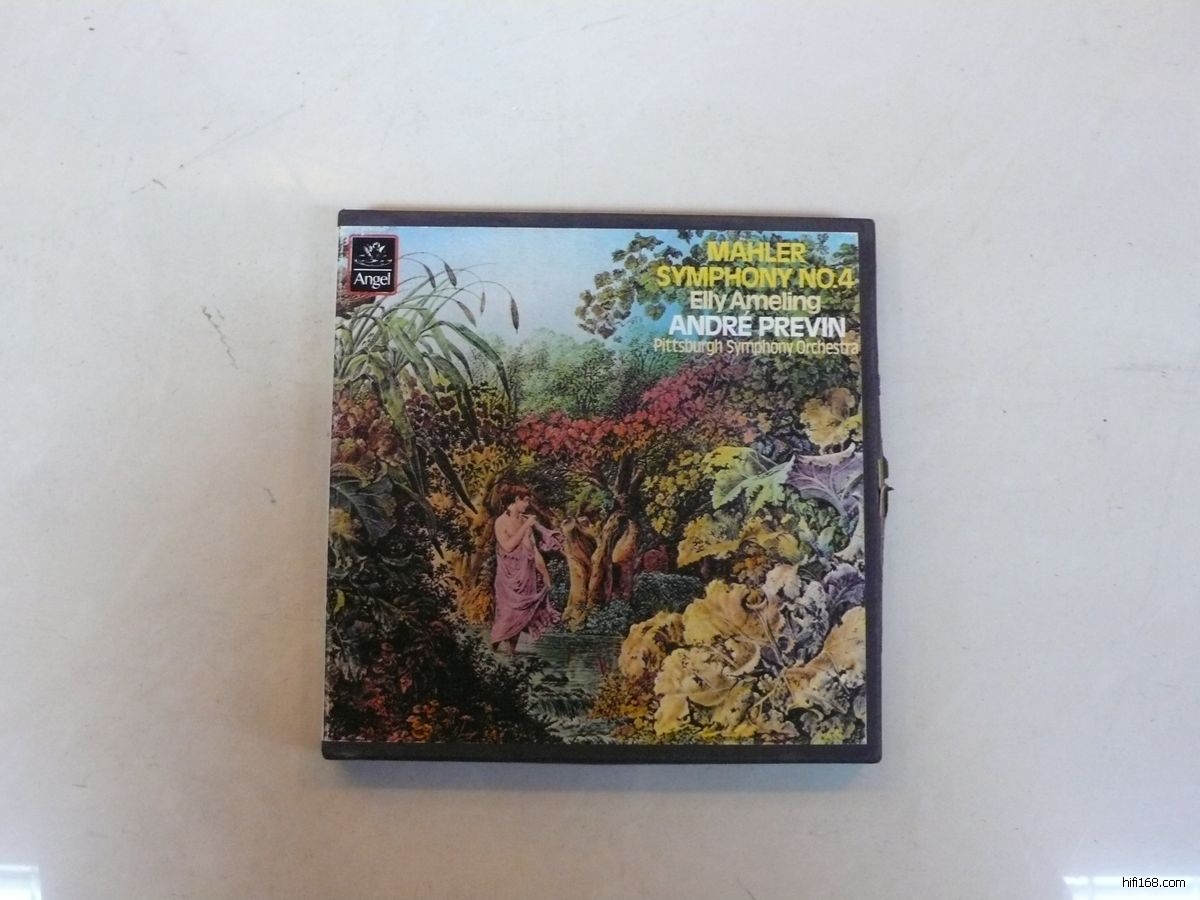 Angel
MAHLER
SYMPHONY NO.4
Elly Ameling
ANDRÉ PREVIN
Pittsburgh Symphony Orchestra
hifi168.com